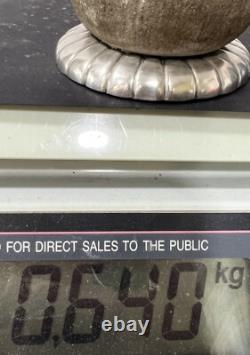 D FOR DIRECT SALES TO THE PUBLIC
0.640 kg